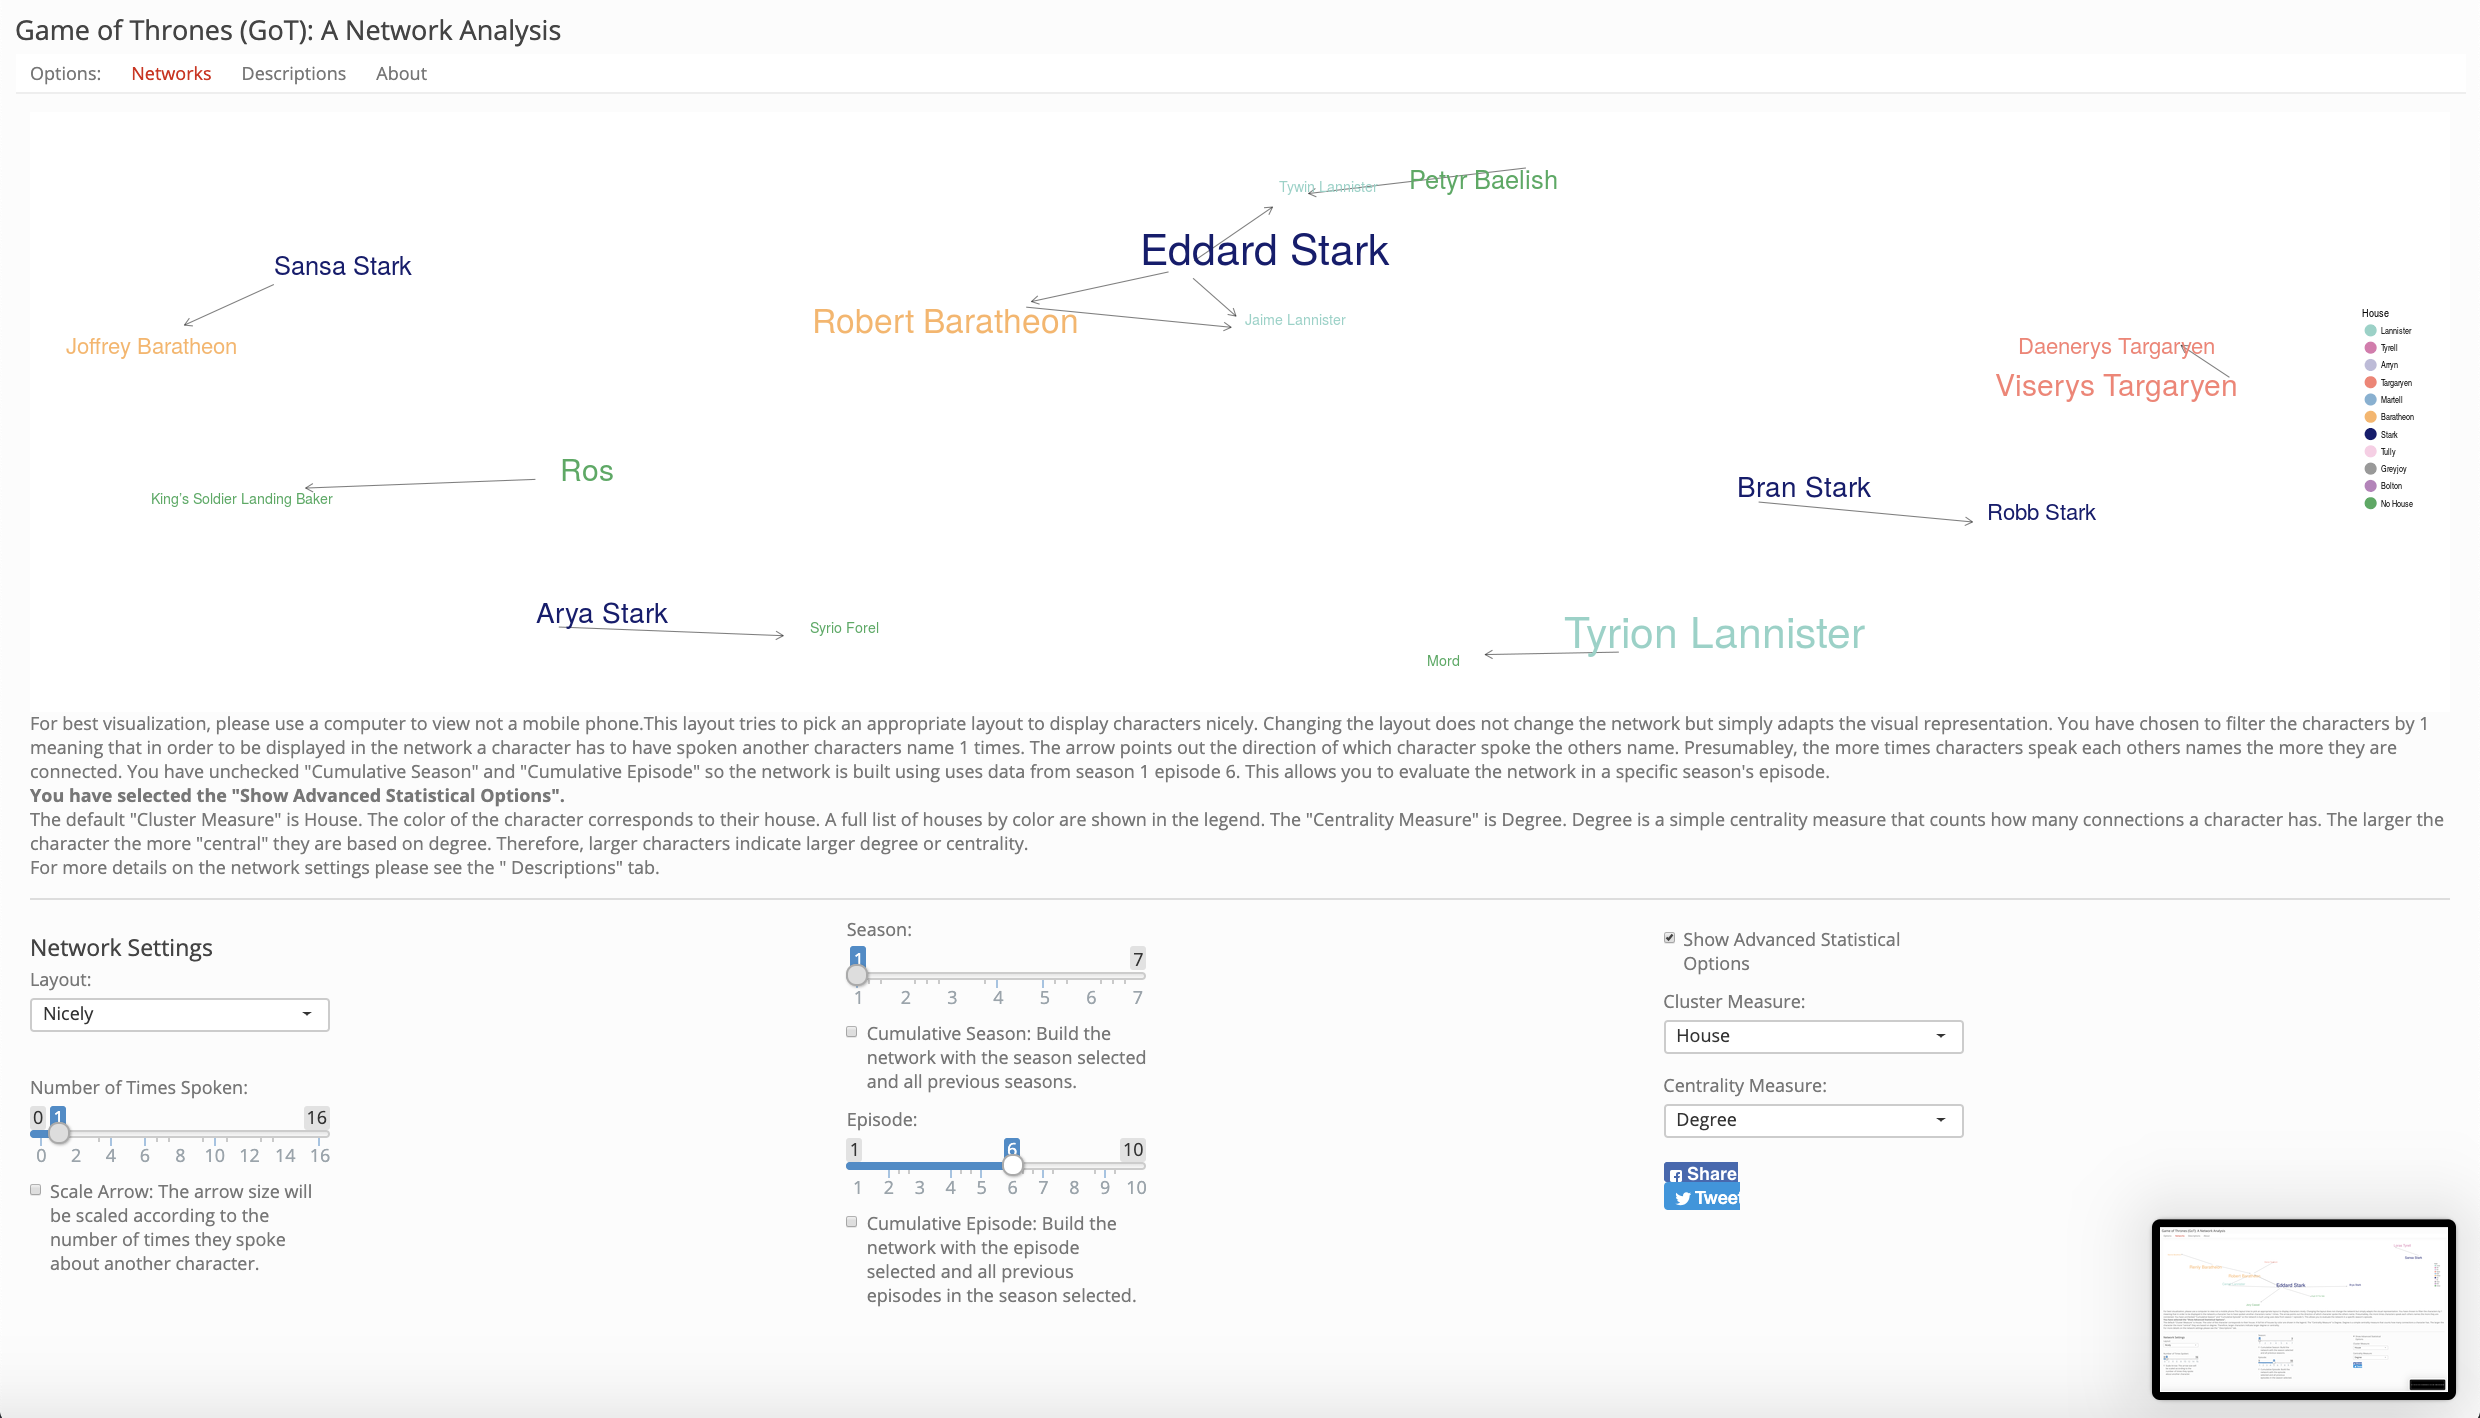 Game of Thrones (GoT): A Network Analysis
Options: Networks Descriptions About
Tywin Lannister
Petyr Baelish
Eddard Stark
Sansa Stark
Robert Baratheon
Jaime Lannister
Joffrey Baratheon
Daenerys Targaryen
Viserys Targaryen
House
Lannister
Tyrell
Arryn
Targaryen
Martell
Baratheon
Stark
Tully
Greyjoy
Bolton
No House
Ros
King's Soldier Landing Baker
Bran Stark
Robb Stark
Arya Stark
Syrio Forel
Tyrion Lannister
Mord
For best visualization, please use a computer to view not a mobile phone.This layout tries to pick an appropriate layout to display characters nicely. Changing the layout does not change the network but simply adapts the visual representation. You have chosen to filter the characters by 1
meaning that in order to be displayed in the network a character has to have spoken another characters name 1 times. The arrow points out the direction of which character spoke the others name. Presumabley, the more times characters speak each others names the more they are
connected. You have unchecked "Cumulative Season" and "Cumulative Episode" so the network is built using uses data from season 1 episode 6. This allows you to evaluate the network in a specific season's episode.
You have selected the "Show Advanced Statistical Options".
The default "Cluster Measure" is House. The color of the character corresponds to their house. A full list of houses by color are shown in the legend. The "Centrality Measure" is Degree. Degree is a simple centrality measure that counts how many connections a character has. The larger the
character the more "central" they are based on degree. Therefore, larger characters indicate larger degree or centrality.
For more details on the network settings please see the " Descriptions" tab.
Network Settings
Layout:
Nicely
Number of Times Spoken:
0 1 16
0 2 4 6 8 10 12 14 16
Scale Arrow: The arrow size will
be scaled according to the
number of times they spoke
about another character.
Season:
1 7
1 2 3 4 5 6 7
Cumulative Season: Build the
network with the season selected
and all previous seasons.
Episode:
1 6 10
1 2 3 4 5 6 7 8 9 10
Cumulative Episode: Build the
network with the episode
selected and all previous
episodes in the season selected.
Show Advanced Statistical
Options
Cluster Measure:
House
Centrality Measure:
Degree
Share
Tweet
Eddard Stark